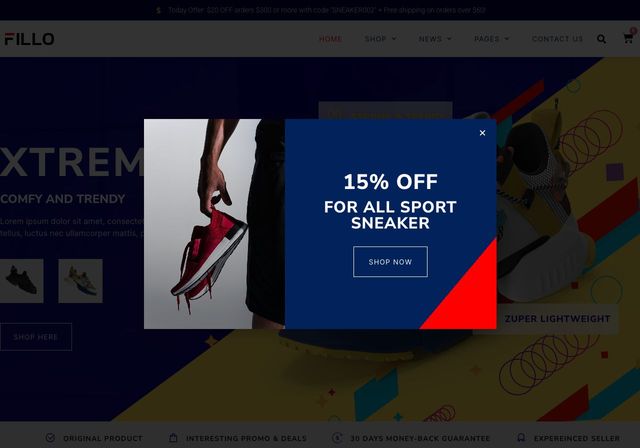 $ Today Offer: $20 OFF orders $300 or more with code "SNEAKER002" + Free shipping on orders over $60!
FILLO
HOME SHOP NEWS PAGES CONTACT US
XTREM
COMFY AND TRENDY
Lorem ipsum dolor sit amet, consectet
tellus, luctus nec ullamcorper mattis, p
SHOP HERE
×
15% OFF
FOR ALL SPORT
SNEAKER
SHOP NOW
ZUPER LIGHTWEIGHT
ORIGINAL PRODUCT INTERESTING PROMO & DEALS $ 30 DAYS MONEY-BACK GUARANTEE EXPEREINCED SELLER